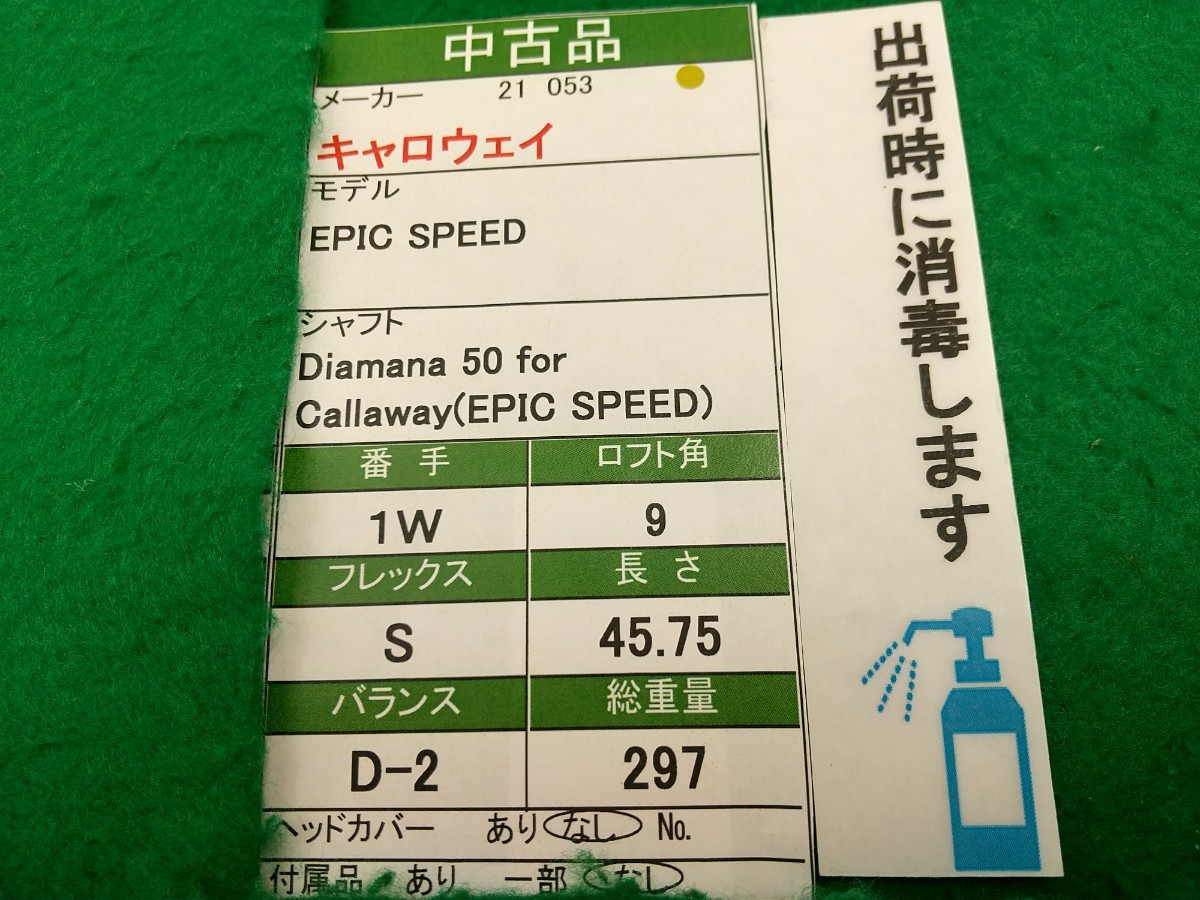 中古品
メーカー 21 053
キャロウェイ
モデル
EPIC SPEED
シャフト
Diamana 50 for
Callaway(EPIC SPEED)
番手 ロフト角
1W 9
フレックス 長さ
S 45.75
バランス 総重量
D-2 297
ヘッドカバー あり なし No.
付属品 あり 一部 なし
出荷時に消毒します